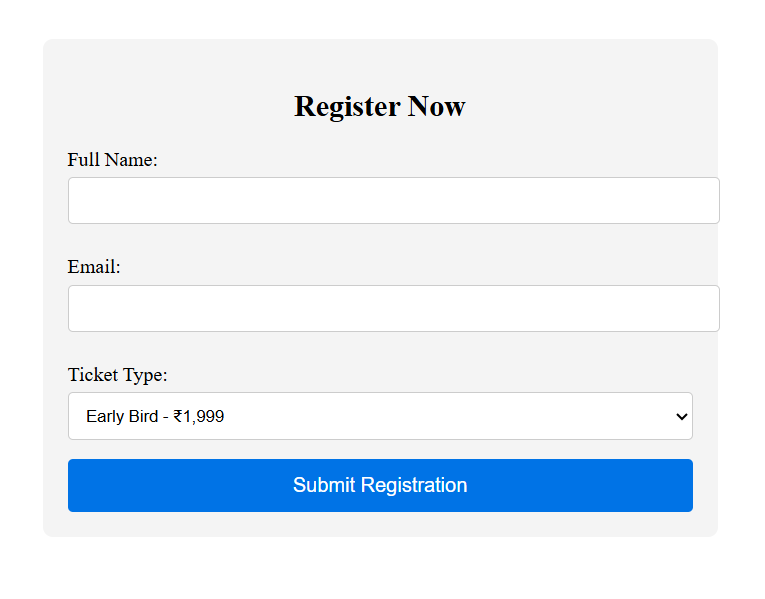 Register Now
Full Name:
Email:
Ticket Type:
Early Bird - ₹1,999
Submit Registration